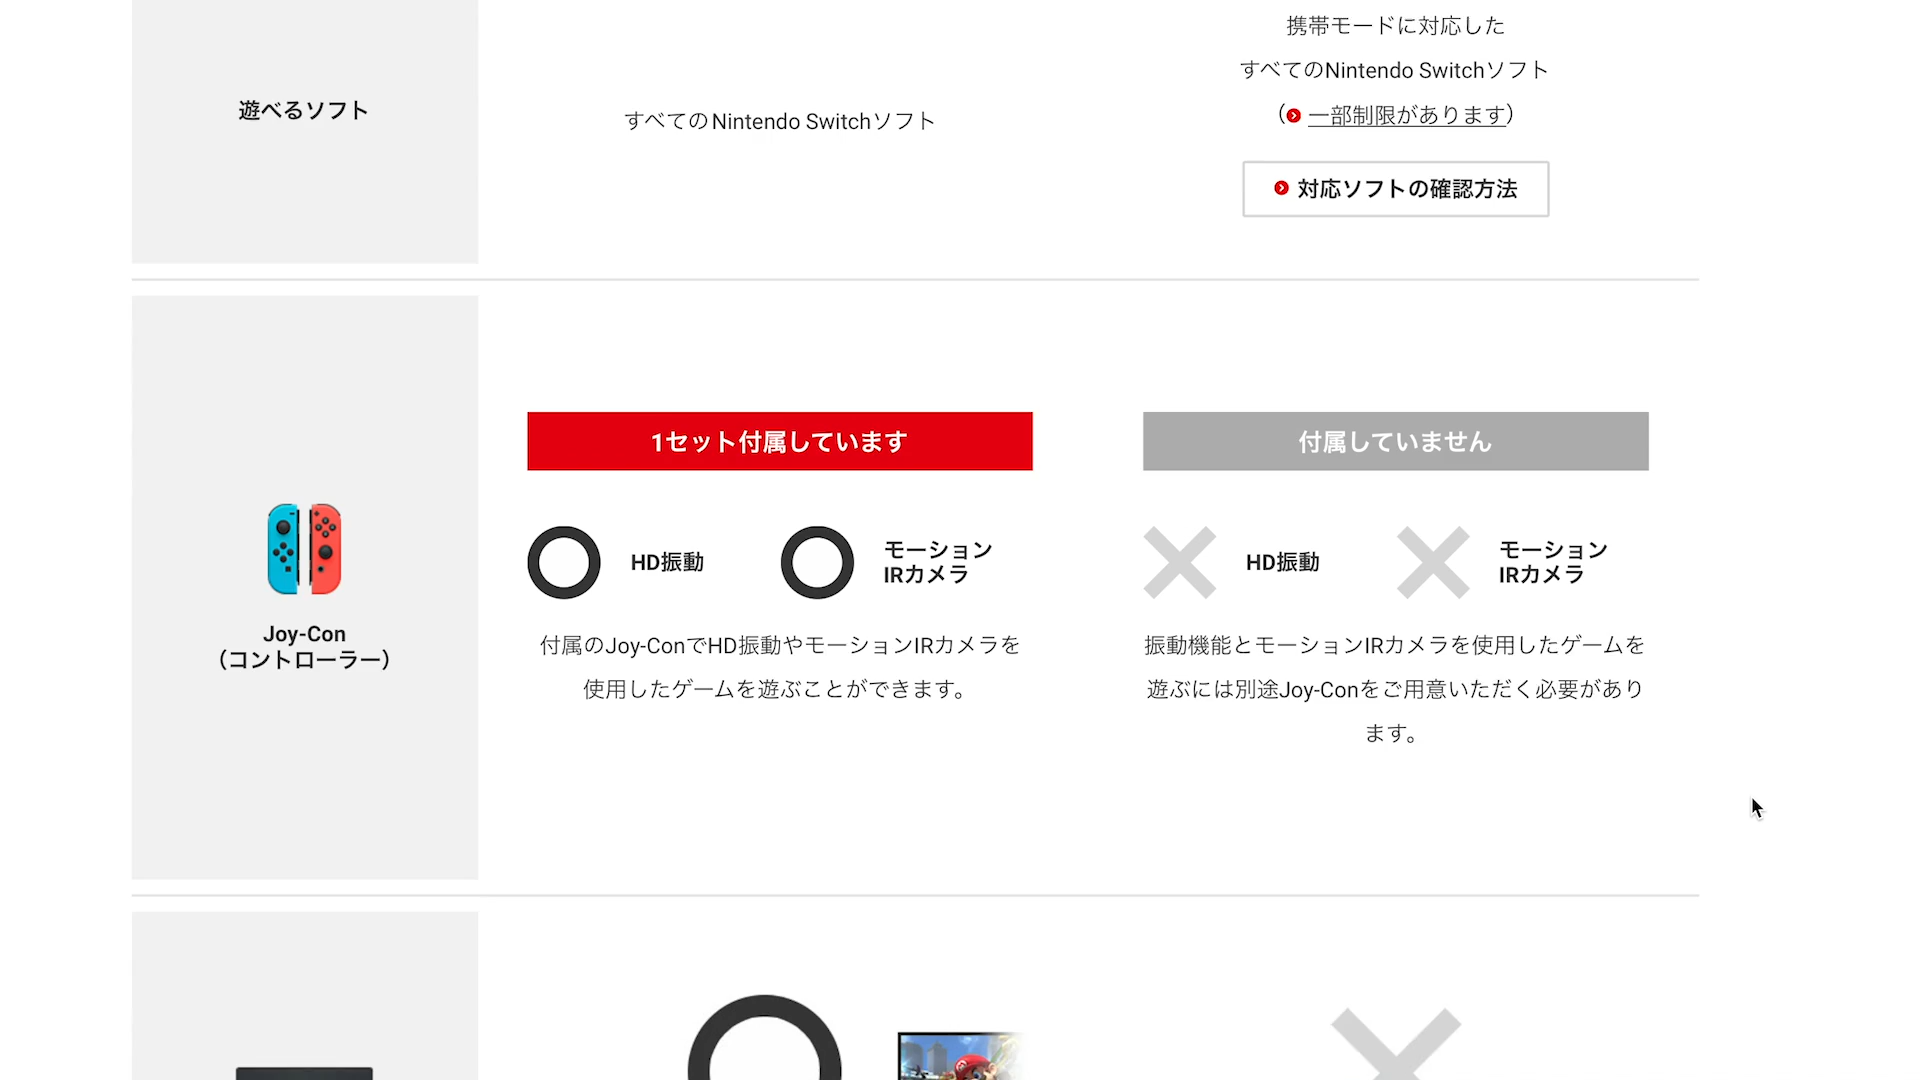 遊べるソフト
すべてのNintendo Switchソフト
携帯モードに対応した
すべてのNintendo Switchソフト
(一部制限があります)
対応ソフトの確認方法
Joy-Con
(コントローラー)
1セット付属しています
HD振動
モーション
IRカメラ
付属のJoy-ConでHD振動やモーションIRカメラを
使用したゲームを遊ぶことができます。
付属していません
HD振動
モーション
IRカメラ
振動機能とモーションIRカメラを使用したゲームを
遊ぶには別途Joy-Conをご用意いただく必要があり
ます。